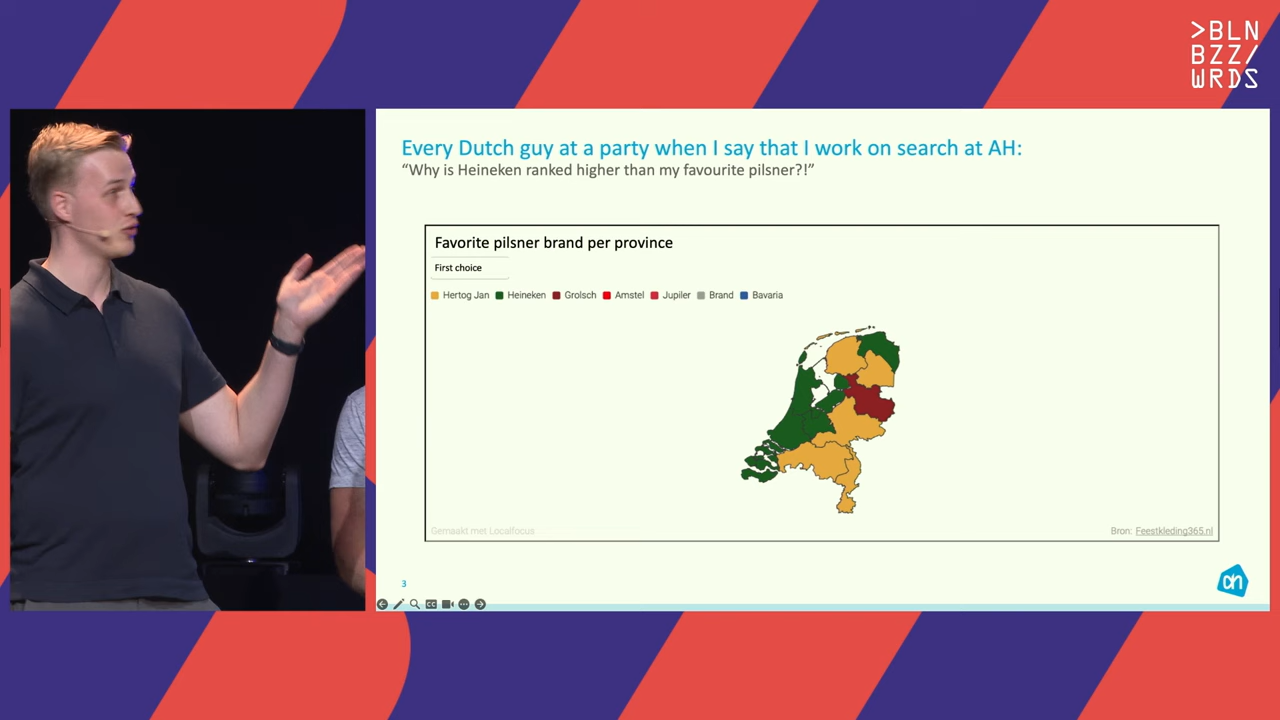 >BLN
BZZ/
WRDS
Every Dutch guy at a party when I say that I work on search at AH:
“Why is Heineken ranked higher than my favourite pilsner?!”
Favorite pilsner brand per province
First choice
Hertog Jan Heineken Grolsch Amstel Jupiler Brand Bavaria
Gemaakt met Localfocus
Bron: Feestkleding365.nl
3
CC
ah